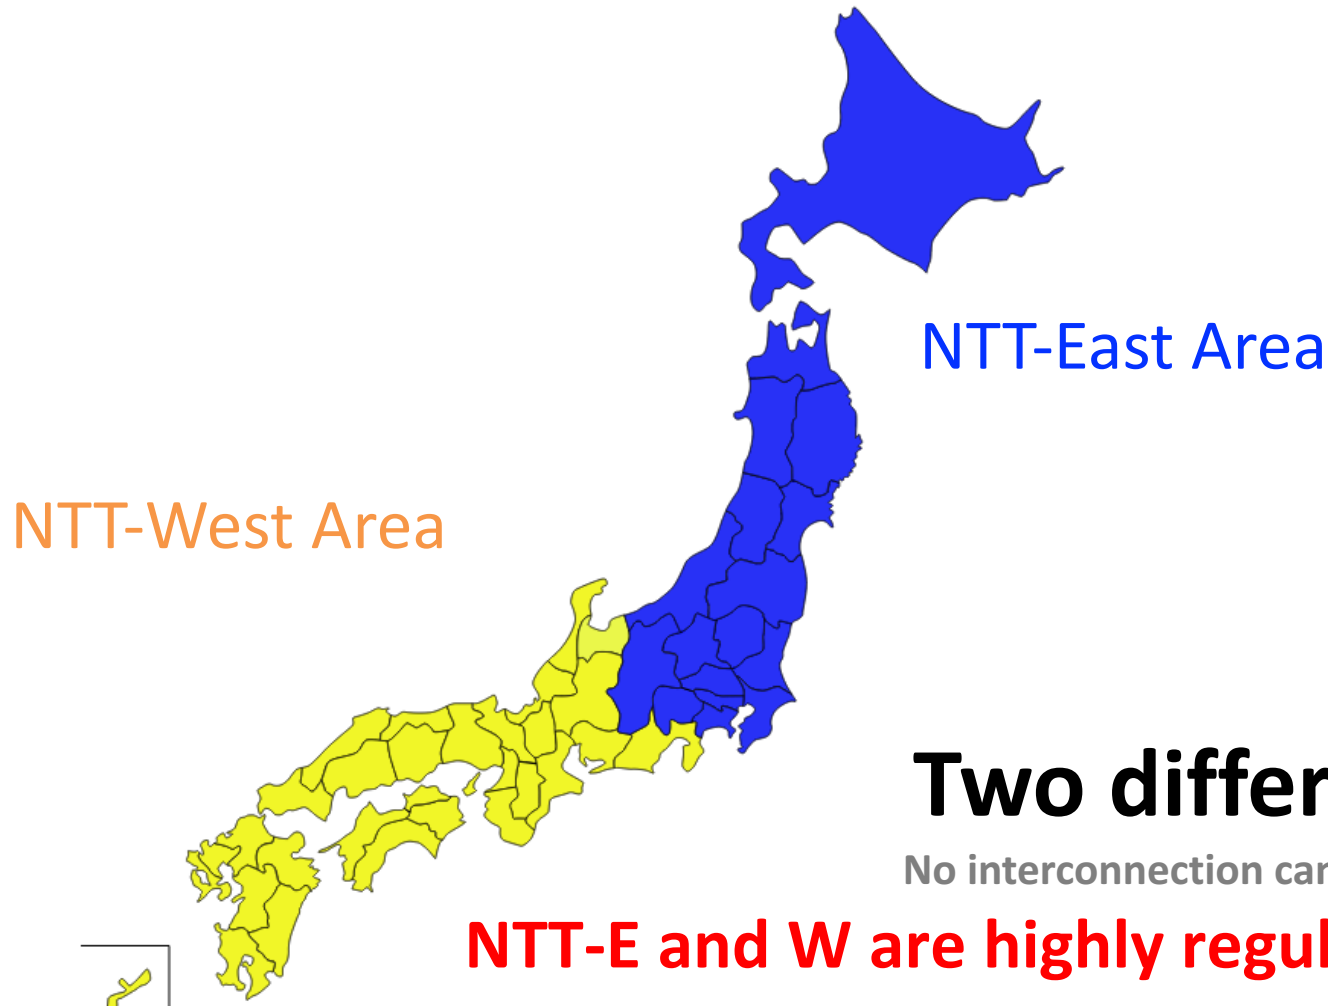 NTT-East Area
NTT-West Area
Two differ
No interconnection car
NTT-E and W are highly regul